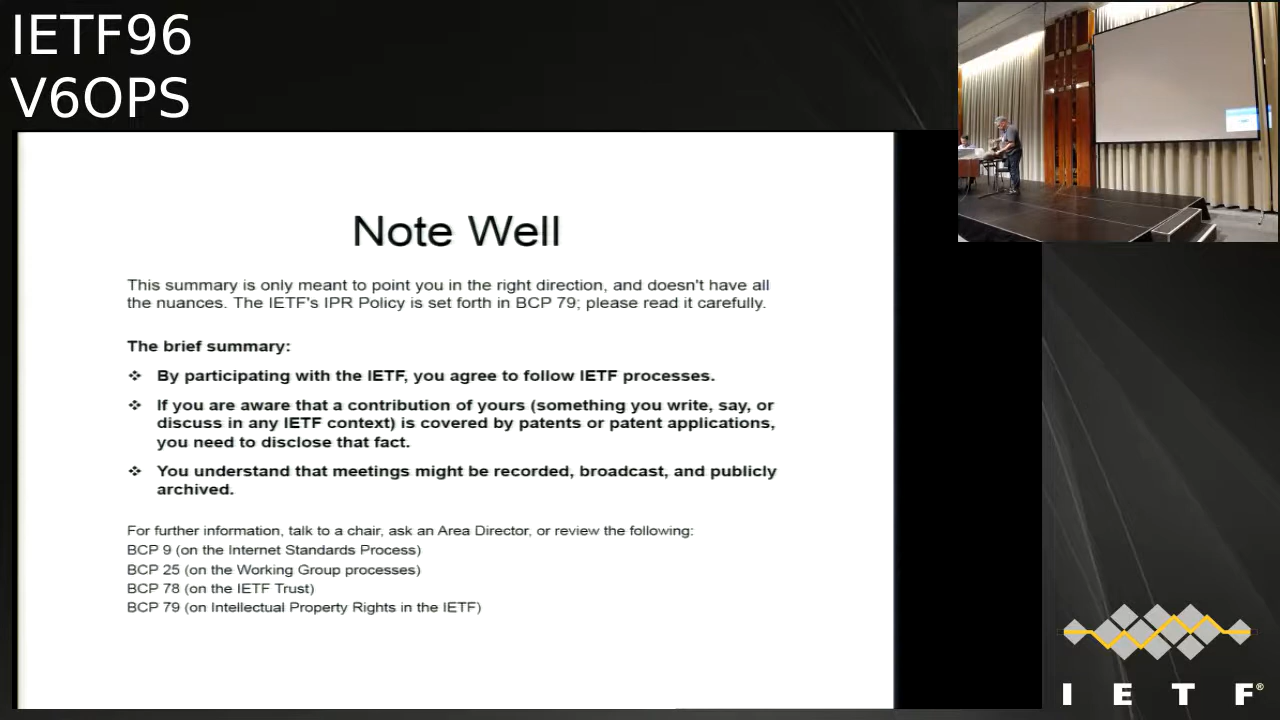 IETF96
V6OPS
Note Well
This summary is only meant to point you in the right direction, and doesn't have all
the nuances. The IETF's IPR Policy is set forth in BCP 79; please read it carefully.
The brief summary:
❖ By participating with the IETF, you agree to follow IETF processes.
❖ If you are aware that a contribution of yours (something you write, say, or
discuss in any IETF context) is covered by patents or patent applications,
you need to disclose that fact.
❖ You understand that meetings might be recorded, broadcast, and publicly
archived.
For further information, talk to a chair, ask an Area Director, or review the following:
BCP 9 (on the Internet Standards Process)
BCP 25 (on the Working Group processes)
BCP 78 (on the IETF Trust)
BCP 79 (on Intellectual Property Rights in the IETF)
I E T F®